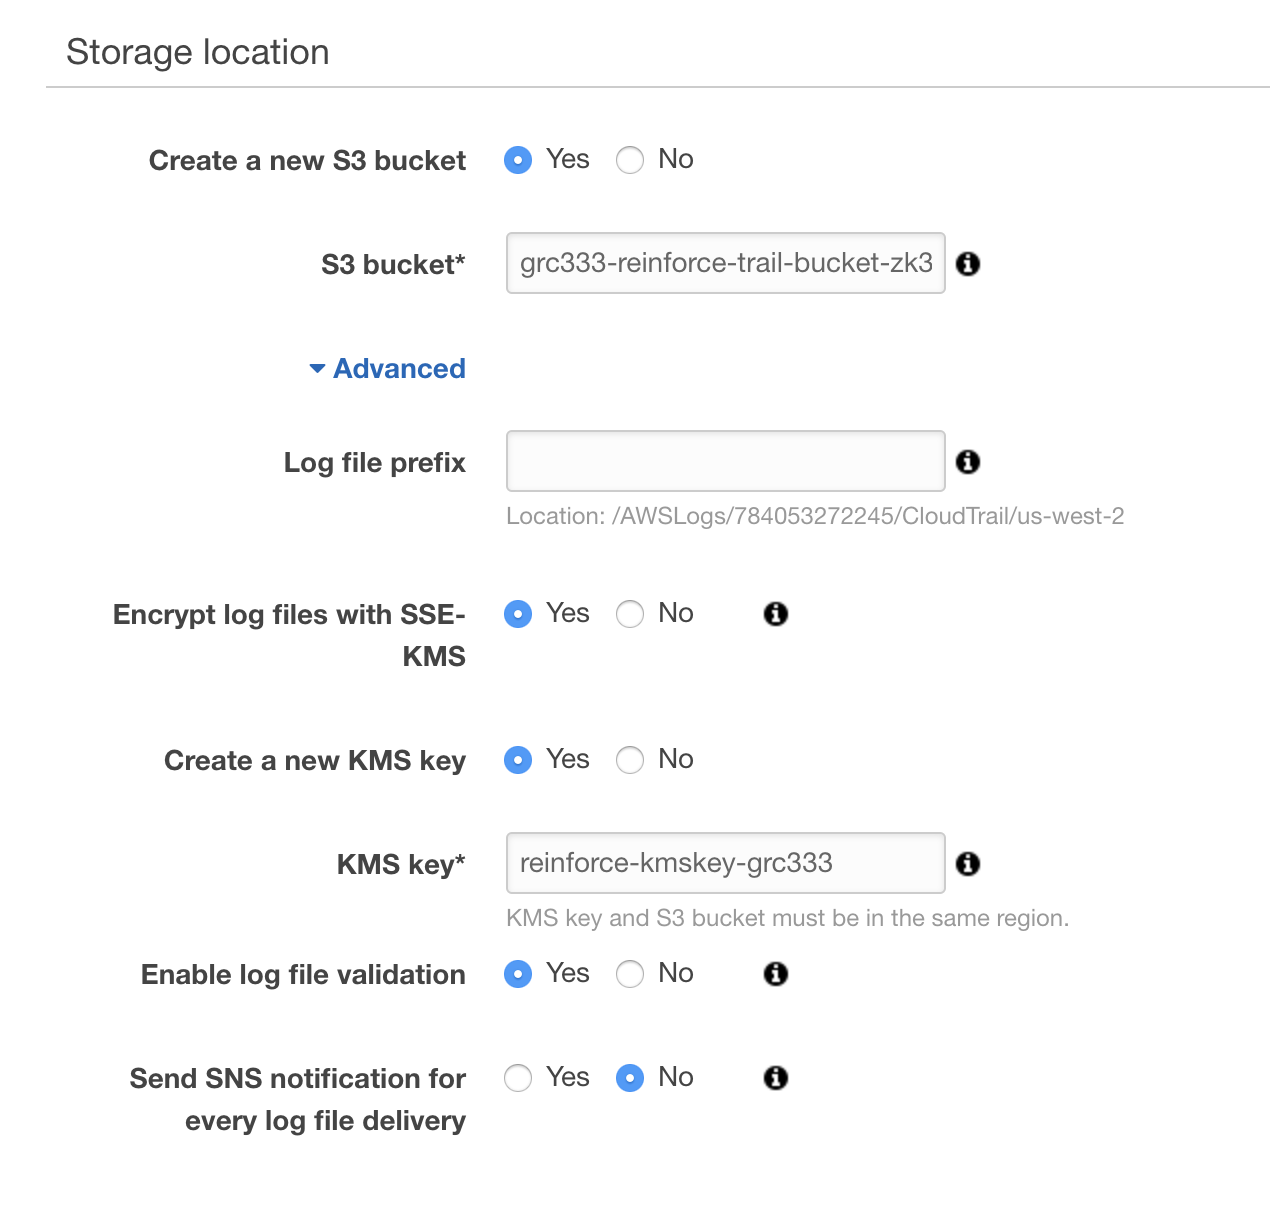 Storage location
Create a new S3 bucket Yes No
S3 bucket* grc333-reinforce-trail-bucket-zk3
Advanced
Log file prefix
Location: /AWSLogs/784053272245/CloudTrail/us-west-2
Encrypt log files with SSE- Yes No
KMS
Create a new KMS key Yes No
KMS key* reinforce-kmskey-grc333
KMS key and S3 bucket must be in the same region.
Enable log file validation Yes No
Send SNS notification for Yes No
every log file delivery